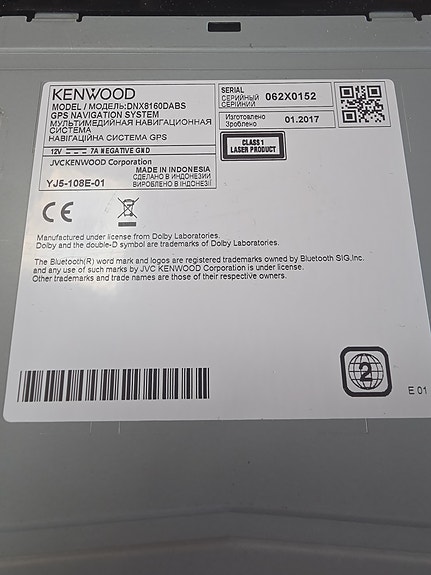 KENWOOD
MODEL / МОДЕЛЬ:DNX8160DABS
GPS NAVIGATION SYSTEM
МУЛЬТИМЕДИЙНАЯ НАВИГАЦИОННАЯ
СИСТЕМА
НАВІГАЦІЙНА СИСТЕМА GPS
12V 7A NEGATIVE GND
JVCKENWOOD Corporation
MADE IN INDONESIA
СДЕЛАНО В ИНДОНЕЗИИ
YJ5-108E-01 ВИРОБЛЕНО В ІНДОНЕЗІЇ
SERIAL
СЕРИЙНЫЙ 062X0152
СЕРІЙНИЙ
Изготовлено 01.2017
Зроблено
CLASS 1
LASER PRODUCT
CE
Manufactured under license from Dolby Laboratories.
Dolby and the double-D symbol are trademarks of Dolby Laboratories.
The Bluetooth(R) word mark and logos are registered trademarks owned by Bluetooth SIG,Inc.
and any use of such marks by JVC KENWOOD Corporation is under license.
Other trademarks and trade names are those of their respective owners.
2
E 01